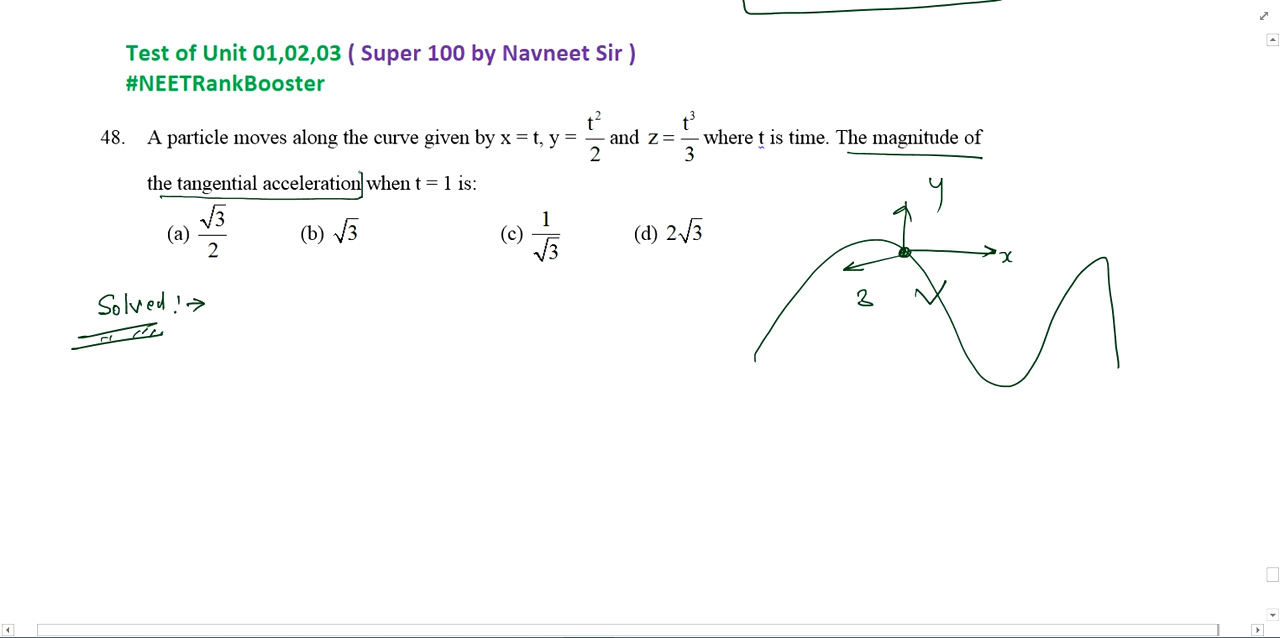 Test of Unit 01,02,03 ( Super 100 by Navneet Sir )
#NEETRankBooster
48. A particle moves along the curve given by x = t, y = t²/2 and z = t³/3 where t is time. The magnitude of
the tangential acceleration when t = 1 is:
(a) √3/2 (b) √3 (c) 1/√3 (d) 2√3
y
x
z
Solved! →